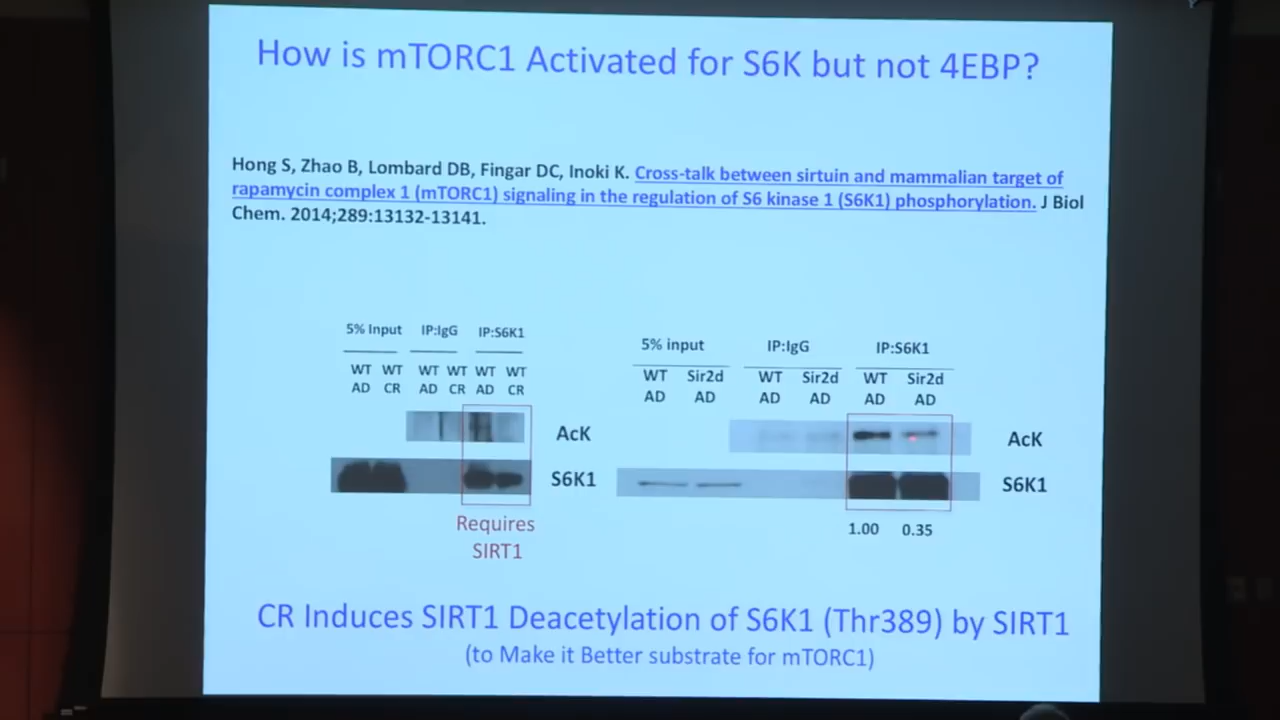 How is mTORC1 Activated for S6K but not 4EBP?
Hong S, Zhao B, Lombard DB, Fingar DC, Inoki K. Cross-talk between sirtuin and mammalian target of
rapamycin complex 1 (mTORC1) signaling in the regulation of S6 kinase 1 (S6K1) phosphorylation. J Biol
Chem. 2014;289:13132-13141.
5% Input IP:IgG IP:S6K1
WT WT WT WT WT WT
AD CR AD CR AD CR
AcK
S6K1
Requires
SIRT1
5% input IP:IgG IP:S6K1
WT Sir2d WT Sir2d WT Sir2d
AD AD AD AD AD AD
AcK
S6K1
1.00 0.35
CR Induces SIRT1 Deacetylation of S6K1 (Thr389) by SIRT1
(to Make it Better substrate for mTORC1)